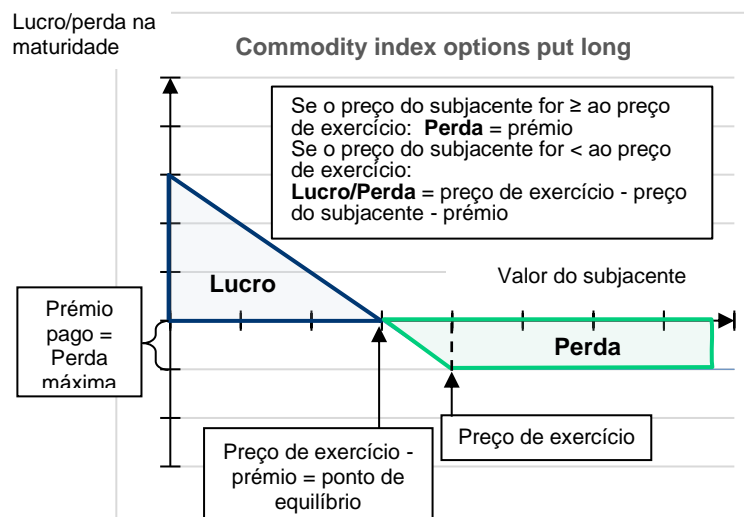 Lucro/perda na
maturidade
Commodity index options put long
Se o preço do subjacente for ≥ ao preço
de exercício: Perda = prémio
Se o preço do subjacente for < ao preço
de exercício:
Lucro/Perda = preço de exercício - preço
do subjacente - prémio
Lucro
Valor do subjacente
Prémio
pago =
Perda
máxima
Perda
Preço de exercício
Preço de exercício -
prémio = ponto de
equilíbrio